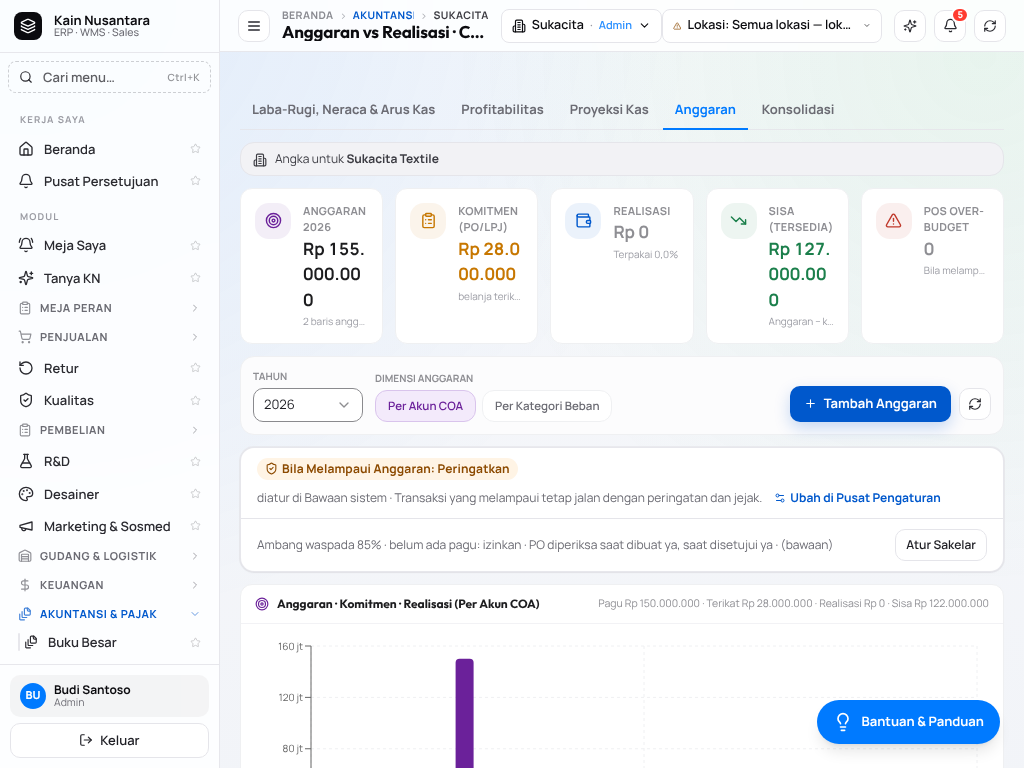 Kain Nusantara
ERP · WMS · Sales
Cari menu... Ctrl+K
KERJA SAYA
Beranda
Pusat Persetujuan
MODUL
Meja Saya
Tanya KN
MEJA PERAN
PENJUALAN
Retur
Kualitas
PEMBELIAN
R&D
Desainer
Marketing & Sosmed
GUDANG & LOGISTIK
KEUANGAN
AKUNTANSI & PAJAK
Buku Besar
BU Budi Santoso
Admin
Keluar
BERANDA > AKUNTANSI > SUKACITA
Anggaran vs Realisasi · C...
Sukacita · Admin
Lokasi: Semua lokasi — lok...
5
Laba-Rugi, Neraca & Arus Kas Profitabilitas Proyeksi Kas Anggaran Konsolidasi
Angka untuk Sukacita Textile
ANGGARAN
2026
Rp 155.
000.00
0
2 baris angg...
KOMITMEN
(PO/LPJ)
Rp 28.0
00.000
belanja terik...
REALISASI
Rp 0
Terpakai 0,0%
SISA
(TERSEDIA)
Rp 127.
000.00
0
Anggaran − k...
POS OVER-
BUDGET
0
Bila melamp...
TAHUN
2026
DIMENSI ANGGARAN
Per Akun COA Per Kategori Beban
+ Tambah Anggaran
Bila Melampaui Anggaran: Peringatkan
diatur di Bawaan sistem · Transaksi yang melampaui tetap jalan dengan peringatan dan jejak. Ubah di Pusat Pengaturan
Ambang waspada 85% · belum ada pagu: izinkan · PO diperiksa saat dibuat ya, saat disetujui ya · (bawaan) Atur Sakelar
Anggaran · Komitmen · Realisasi (Per Akun COA) Pagu Rp 150.000.000 · Terikat Rp 28.000.000 · Realisasi Rp 0 · Sisa Rp 122.000.000
160 jt
120 jt
80 jt
Bantuan & Panduan